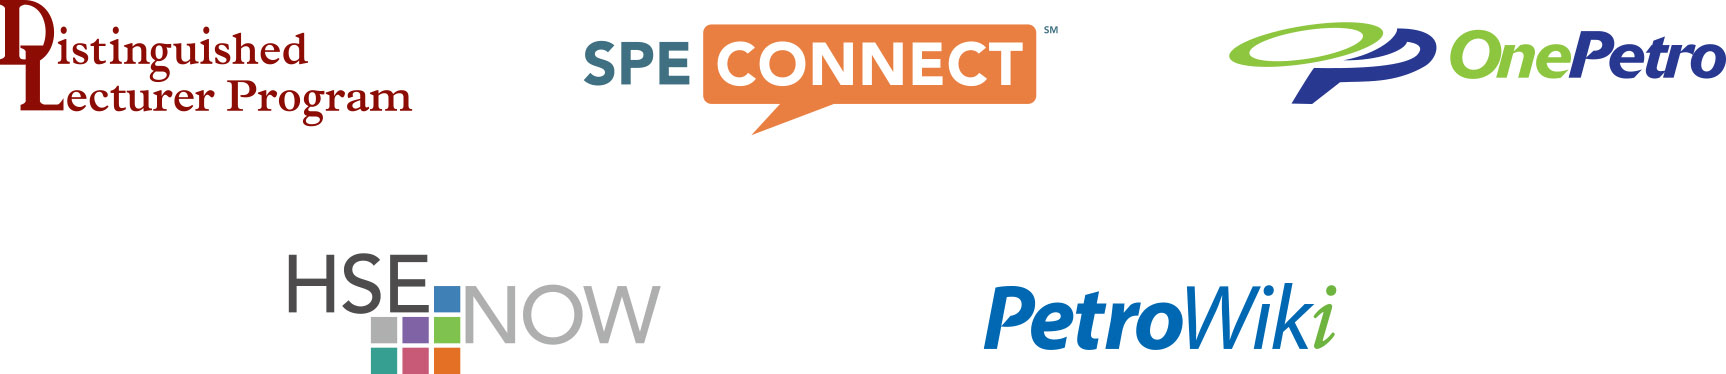 Distinguished
Lecturer Program
SPE CONNECT SM
OnePetro
HSE NOW
PetroWiki